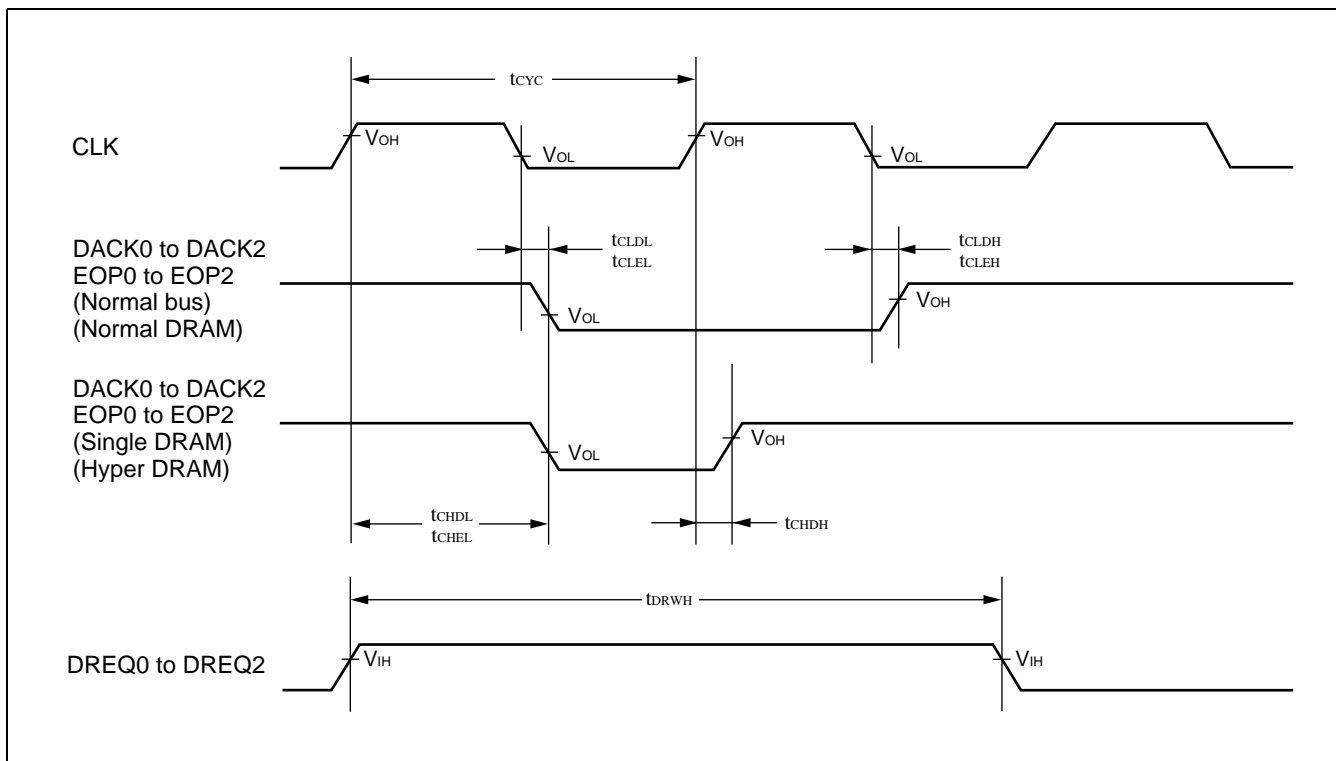 tCYC
CLK
VOH
VOL
VOH
VOL
DACK0 to DACK2
EOP0 to EOP2
(Normal bus)
(Normal DRAM)
tCLDL
tCLEL
tCLDH
tCLEH
VOL
VOH
DACK0 to DACK2
EOP0 to EOP2
(Single DRAM)
(Hyper DRAM)
VOL
VOH
tCHDL
tCHEL
tCHDH
tDRWH
DREQ0 to DREQ2
VIH
VIH